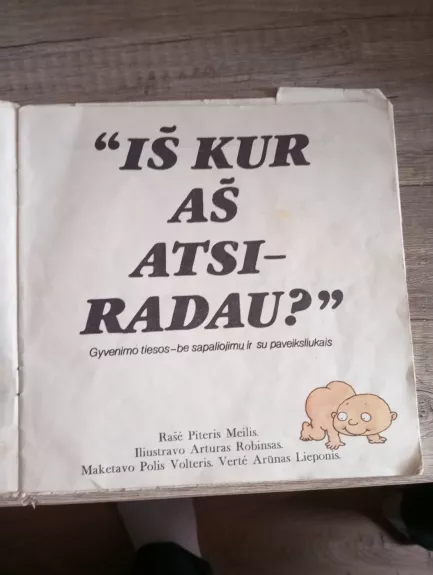 “IŠ KUR
AŠ
ATSI-
RADAU?”
Gyvenimo tiesos–be sapaliojimų ir su paveiksliukais
Rašė Piteris Meilis.
Iliustravo Arturas Robinsas.
Maketavo Polis Volteris. Vertė Arūnas Lieponis.